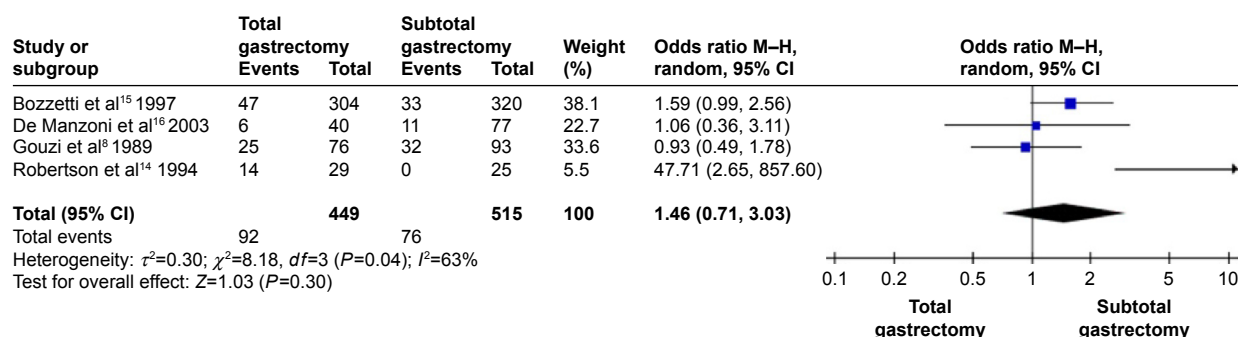 Study or subgroup Total gastrectomy Subtotal gastrectomy Weight (%) Odds ratio M–H, random, 95% CI Odds ratio M–H, random, 95% CI
Events Total Events Total
Bozzetti et al¹⁵ 1997 47 304 33 320 38.1 1.59 (0.99, 2.56)
De Manzoni et al¹⁶ 2003 6 40 11 77 22.7 1.06 (0.36, 3.11)
Gouzi et al⁸ 1989 25 76 32 93 33.6 0.93 (0.49, 1.78)
Robertson et al¹⁴ 1994 14 29 0 25 5.5 47.71 (2.65, 857.60)
Total (95% CI) 449 515 100 1.46 (0.71, 3.03)
Total events 92 76
Heterogeneity: τ²=0.30; χ²=8.18, df=3 (P=0.04); I²=63%
Test for overall effect: Z=1.03 (P=0.30)
0.1 0.2 0.5 1 2 5 10
Total gastrectomy Subtotal gastrectomy